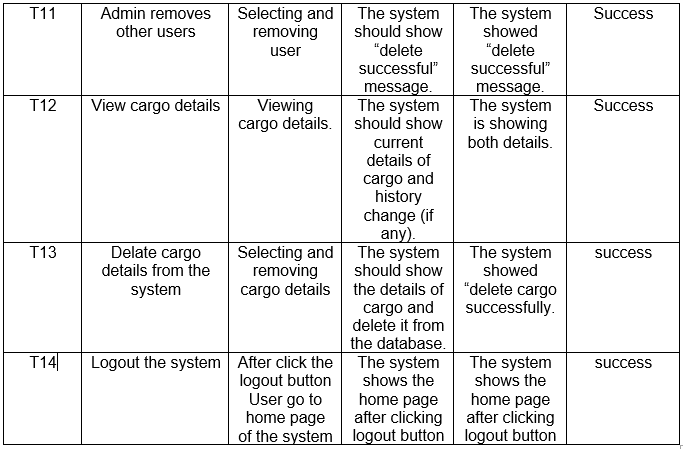 T11
Admin removes
other users
Selecting and
removing
user
The system
should show
“delete
successful”
message.
The system
showed
“delete
successful”
message.
Success
T12
View cargo details
Viewing
cargo details.
The system
should show
current
details of
cargo and
history
change (if
any).
The system
is showing
both details.
Success
T13
Delate cargo
details from the
system
Selecting and
removing
cargo details
The system
should show
the details of
cargo and
delete it from
the database.
The system
showed
“delete cargo
successfully.
success
T14
Logout the system
After click the
logout button
User go to
home page
of the system
The system
shows the
home page
after clicking
logout button
The system
shows the
home page
after clicking
logout button
success